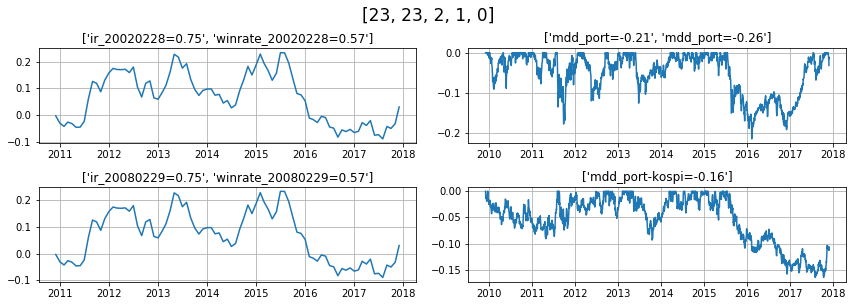 [23, 23, 2, 1, 0]
['ir_20020228=0.75', 'winrate_20020228=0.57']
0.2
0.1
0.0
−0.1
2011 2012 2013 2014 2015 2016 2017 2018
['mdd_port=-0.21', 'mdd_port=-0.26']
0.0
−0.1
−0.2
2010 2011 2012 2013 2014 2015 2016 2017 2018
['ir_20080229=0.75', 'winrate_20080229=0.57']
0.2
0.1
0.0
−0.1
2011 2012 2013 2014 2015 2016 2017 2018
['mdd_port-kospi=-0.16']
0.00
−0.05
−0.10
−0.15
2010 2011 2012 2013 2014 2015 2016 2017 2018